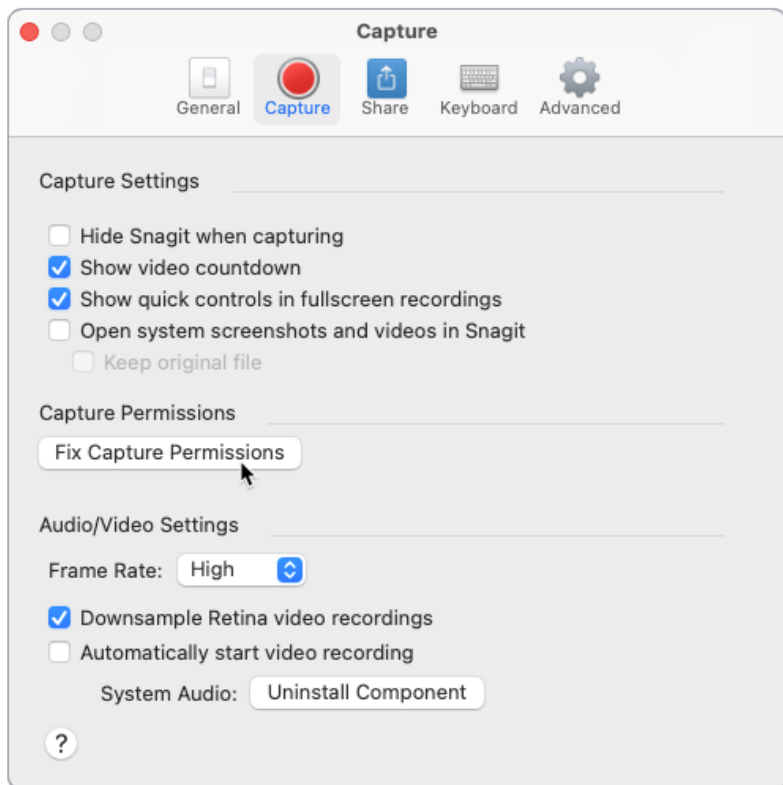 Capture
General Capture Share Keyboard Advanced
Capture Settings
Hide Snagit when capturing
Show video countdown
Show quick controls in fullscreen recordings
Open system screenshots and videos in Snagit
Keep original file
Capture Permissions
Fix Capture Permissions
Audio/Video Settings
Frame Rate: High
Downsample Retina video recordings
Automatically start video recording
System Audio: Uninstall Component
?